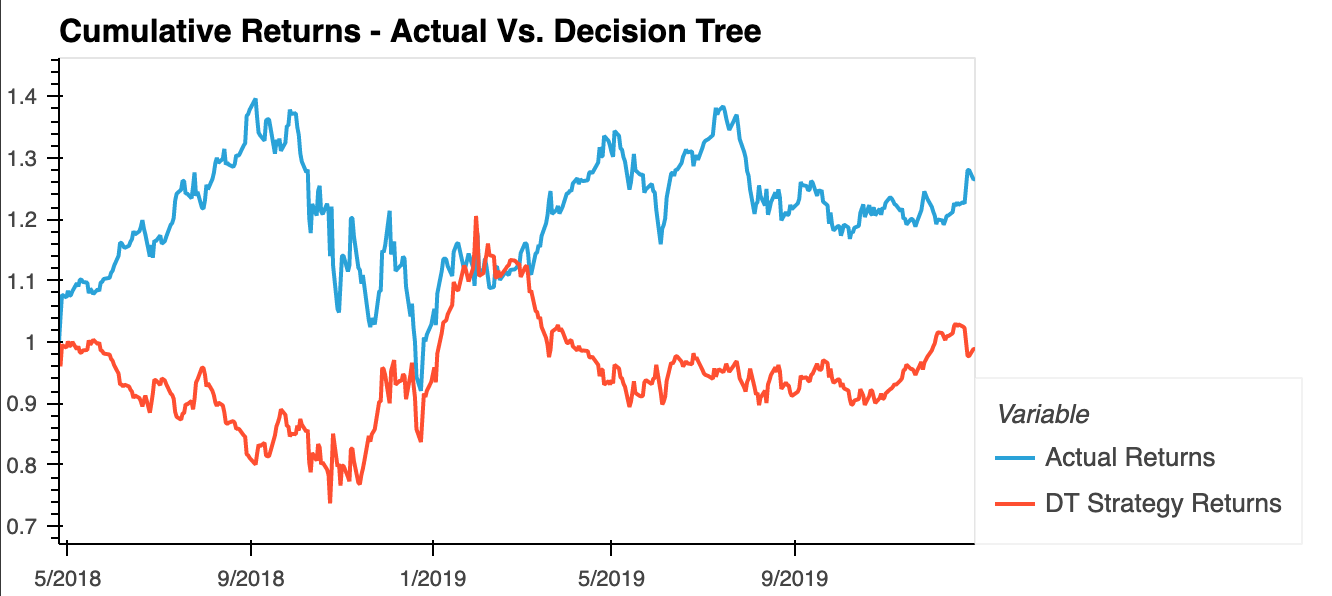 Cumulative Returns - Actual Vs. Decision Tree
1.4
1.3
1.2
1.1
1
0.9
0.8
0.7
5/2018 9/2018 1/2019 5/2019 9/2019
Variable
Actual Returns
DT Strategy Returns